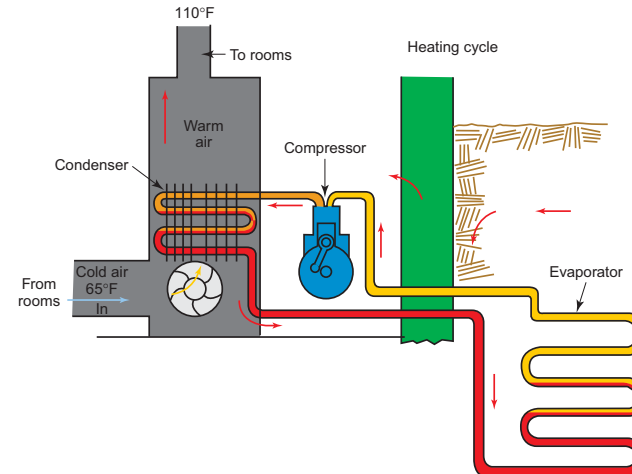 110°F
To rooms
Heating cycle
Warm
air
Condenser
Compressor
Evaporator
From
rooms
Cold air
65°F
In